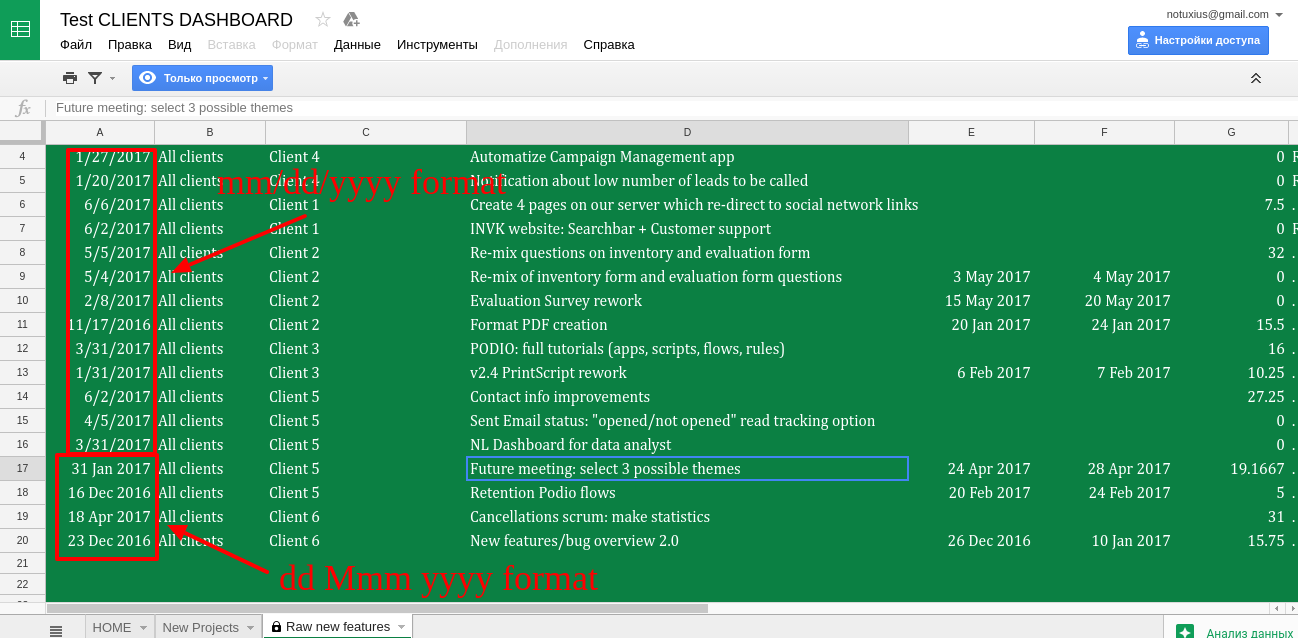 Test CLIENTS DASHBOARD
notuxius@gmail.com
Файл Правка Вид Вставка Формат Данные Инструменты Дополнения Справка
Настройки доступа
Только просмотр
fx Future meeting: select 3 possible themes
A B C D E F G
4 1/27/2017 All clients Client 4 Automatize Campaign Management app 0
5 1/20/2017 All clients Client 4 Notification about low number of leads to be called 0
mm/dd/yyyy format
6 6/6/2017 All clients Client 1 Create 4 pages on our server which re-direct to social network links 7.5 .
7 6/2/2017 All clients Client 1 INVK website: Searchbar + Customer support 0
8 5/5/2017 All clients Client 2 Re-mix questions on inventory and evaluation form 32 .
9 5/4/2017 All clients Client 2 Re-mix of inventory form and evaluation form questions 3 May 2017 4 May 2017 0 .
10 2/8/2017 All clients Client 2 Evaluation Survey rework 15 May 2017 20 May 2017 0 .
11 11/17/2016 All clients Client 2 Format PDF creation 20 Jan 2017 24 Jan 2017 15.5 .
12 3/31/2017 All clients Client 3 PODIO: full tutorials (apps, scripts, flows, rules) 16 .
13 1/31/2017 All clients Client 3 v2.4 PrintScript rework 6 Feb 2017 7 Feb 2017 10.25 .
14 6/2/2017 All clients Client 5 Contact info improvements 27.25 .
15 4/5/2017 All clients Client 5 Sent Email status: "opened/not opened" read tracking option 0 .
16 3/31/2017 All clients Client 5 NL Dashboard for data analyst 0 .
17 31 Jan 2017 All clients Client 5 Future meeting: select 3 possible themes 24 Apr 2017 28 Apr 2017 19.1667 .
18 16 Dec 2016 All clients Client 5 Retention Podio flows 20 Feb 2017 24 Feb 2017 5 .
19 18 Apr 2017 All clients Client 6 Cancellations scrum: make statistics 31 .
20 23 Dec 2016 All clients Client 6 New features/bug overview 2.0 26 Dec 2016 10 Jan 2017 15.75 .
21
dd Mmm yyyy format
22
HOME New Projects Raw new features Анализ данных